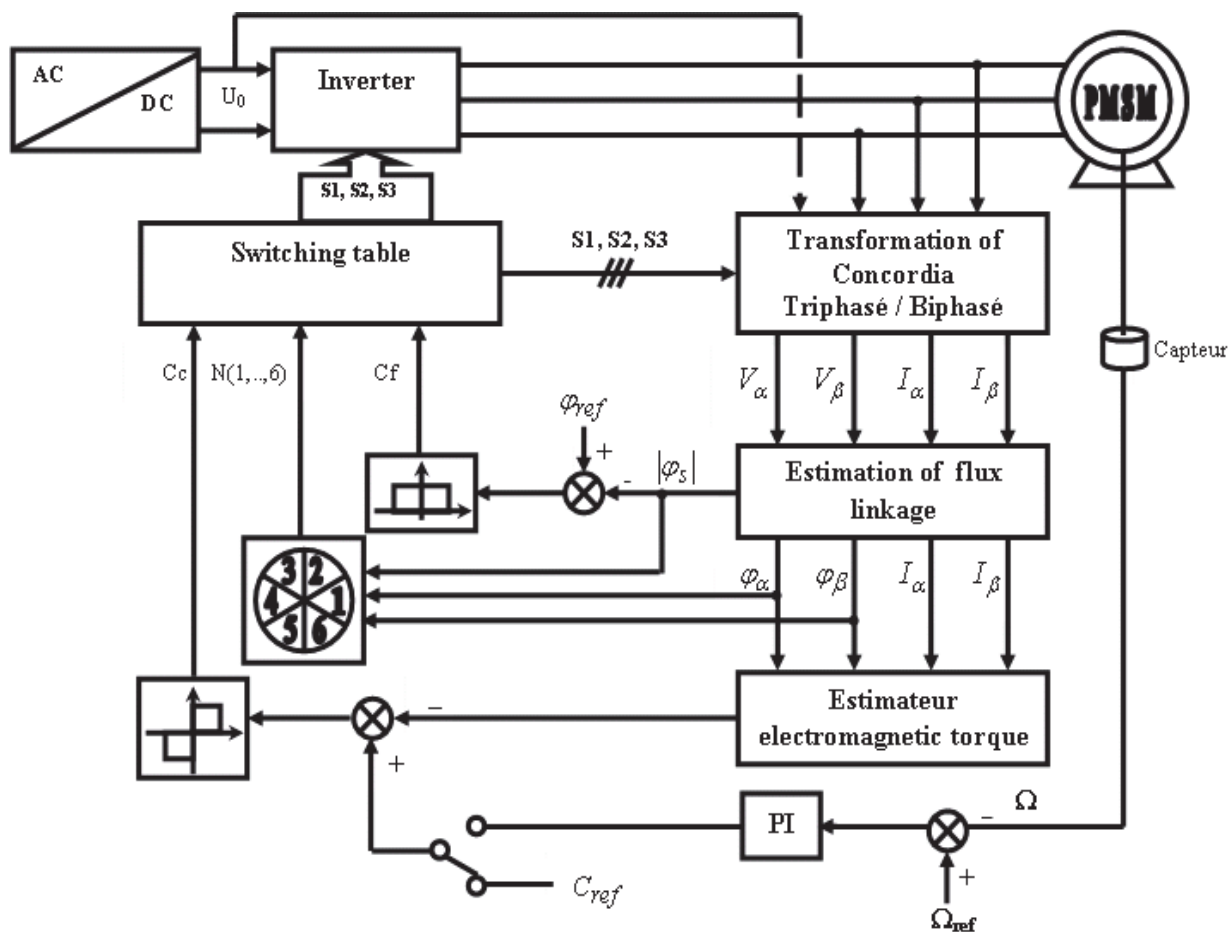 AC
DC
U₀
Inverter
PMSM
S1, S2, S3
Switching table
S1, S2, S3
Transformation of
Concordia
Triphasé / Biphasé
Capteur
Cc
N(1,..,6)
Cf
φref
+
-
|φs|
Vα
Vβ
Iα
Iβ
Estimation of flux
linkage
φα
φβ
Iα
Iβ
3 2
4 1
5 6
Estimateur
electromagnetic torque
–
+
PI
Ω
–
+
Cref
Ωref